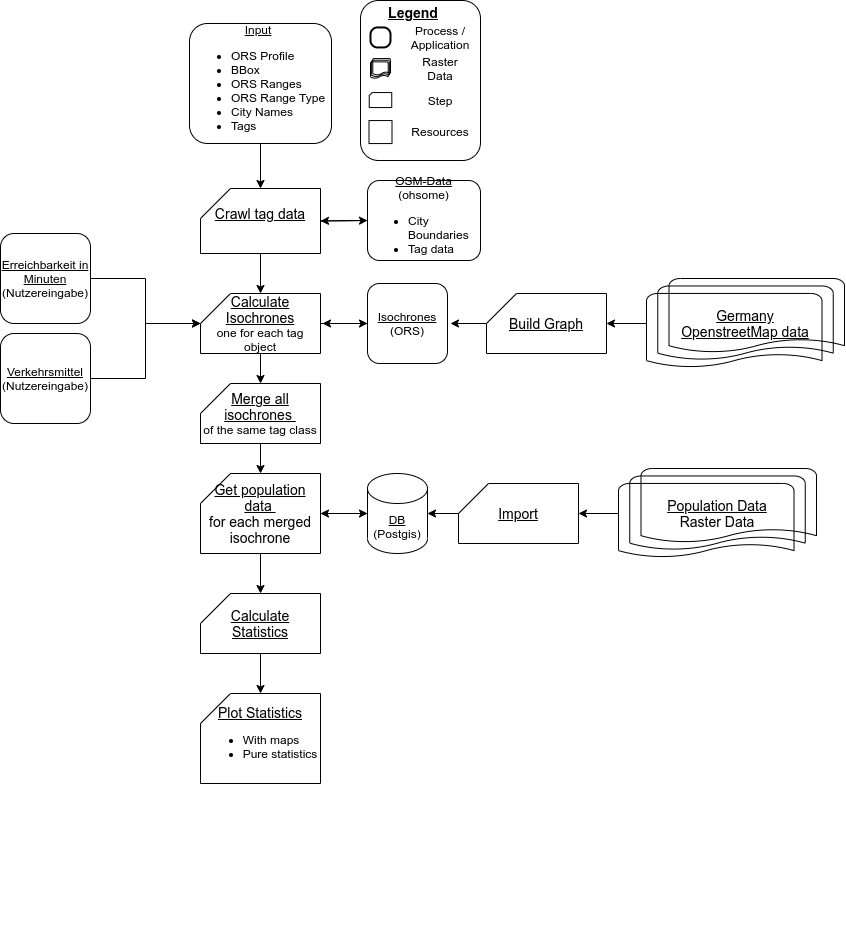 Legend
Process /
Application
Raster
Data
Step
Resources
Input
ORS Profile
BBox
ORS Ranges
ORS Range Type
City Names
Tags
Crawl tag data
OSM-Data
(ohsome)
City
Boundaries
Tag data
Erreichbarkeit in
Minuten
(Nutzereingabe)
Verkehrsmittel
(Nutzereingabe)
Calculate
Isochrones
one for each tag
object
Isochrones
(ORS)
Build Graph
Germany
OpenstreetMap data
Merge all
isochrones
of the same tag class
Get population
data
for each merged
isochrone
DB
(Postgis)
Import
Population Data
Raster Data
Calculate
Statistics
Plot Statistics
With maps
Pure statistics